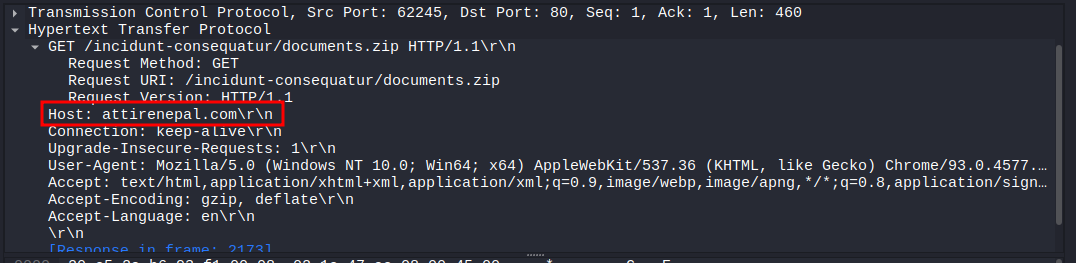 Transmission Control Protocol, Src Port: 62245, Dst Port: 80, Seq: 1, Ack: 1, Len: 460
Hypertext Transfer Protocol
GET /incidunt-consequatur/documents.zip HTTP/1.1\r\n
Request Method: GET
Request URI: /incidunt-consequatur/documents.zip
Request Version: HTTP/1.1
Host: attirenepal.com\r\n
Connection: keep-alive\r\n
Upgrade-Insecure-Requests: 1\r\n
User-Agent: Mozilla/5.0 (Windows NT 10.0; Win64; x64) AppleWebKit/537.36 (KHTML, like Gecko) Chrome/93.0.4577.…
Accept: text/html,application/xhtml+xml,application/xml;q=0.9,image/webp,image/apng,*/*;q=0.8,application/sign…
Accept-Encoding: gzip, deflate\r\n
Accept-Language: en\r\n
\r\n
[Response in frame: 2173]